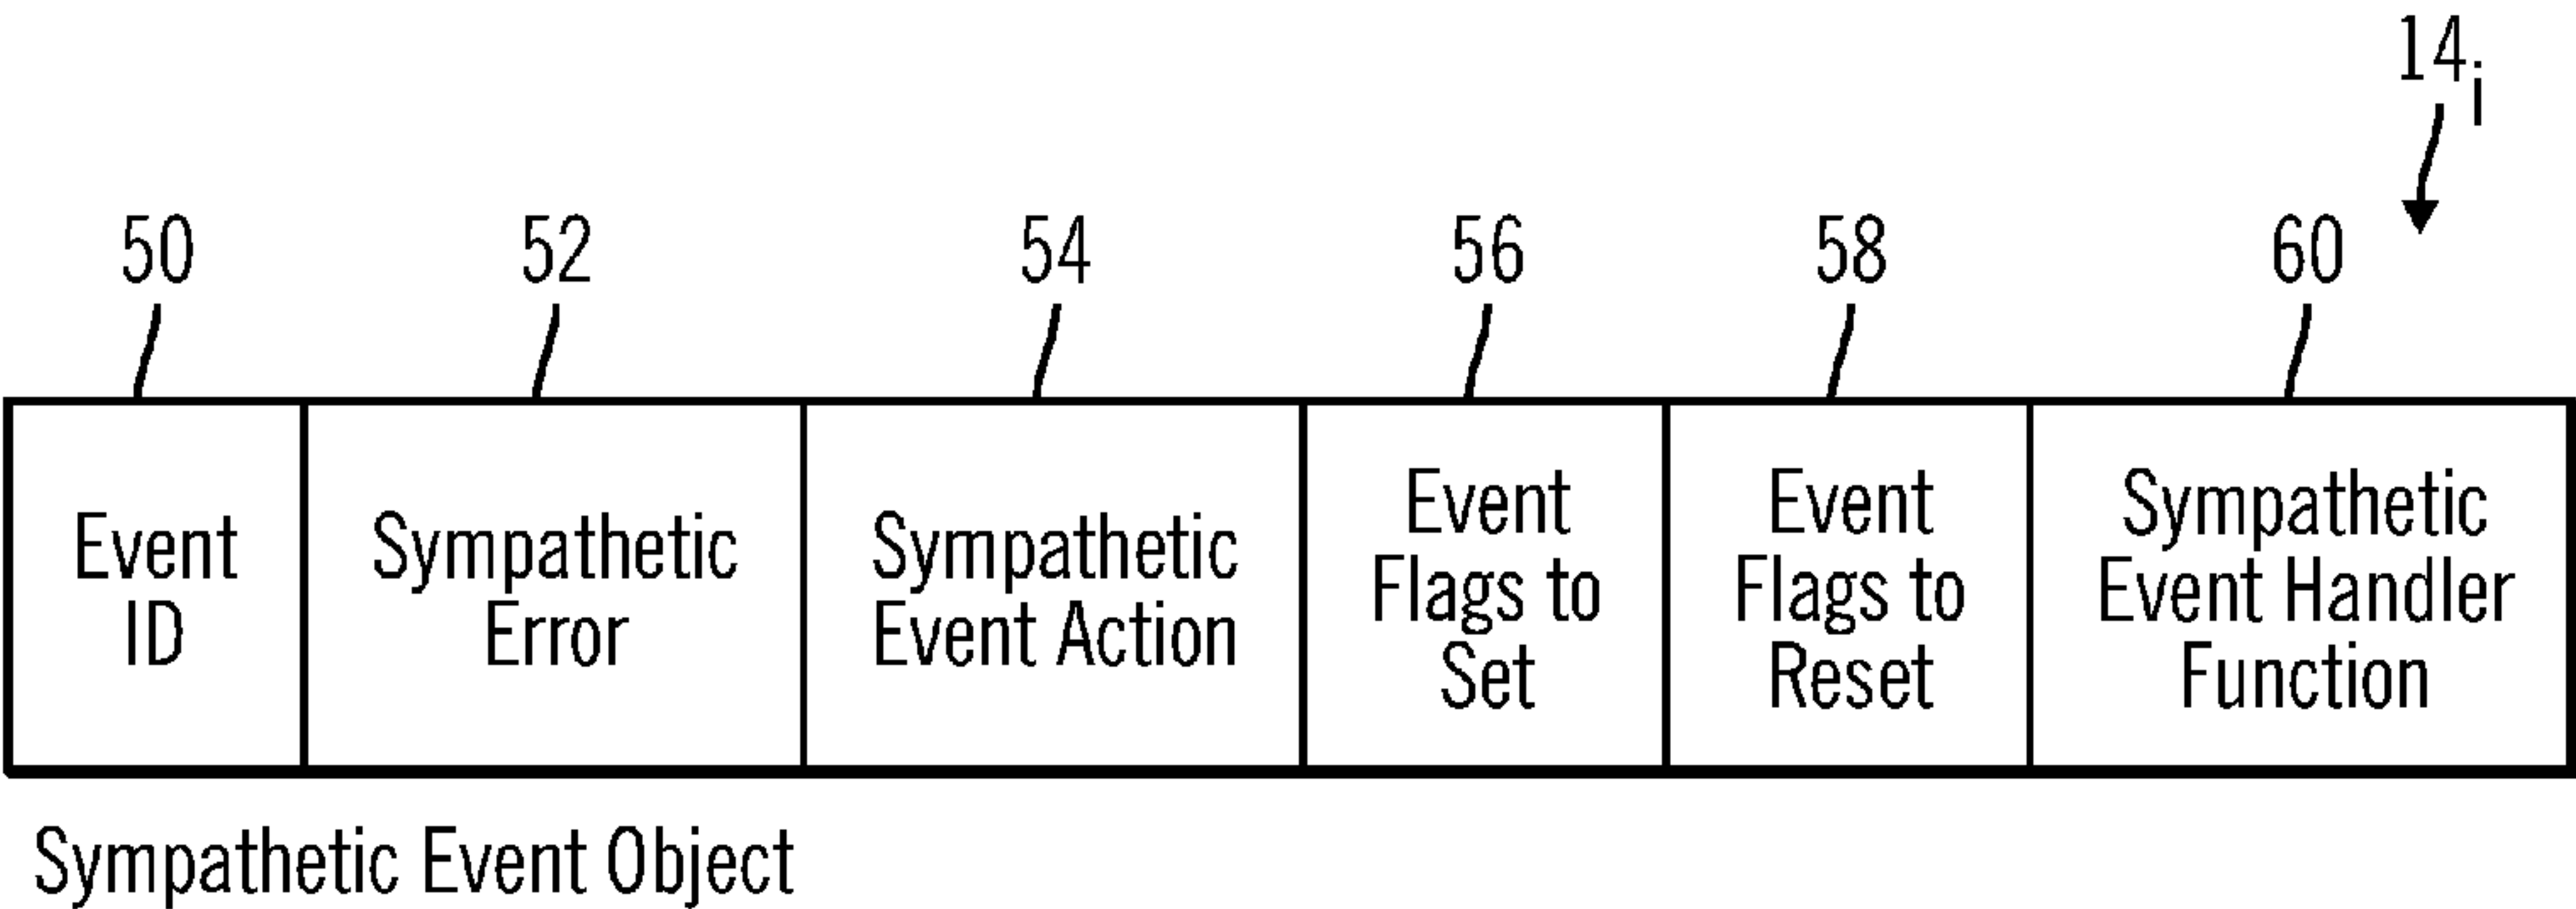 14i
50 52 54 56 58 60
Event
ID
Sympathetic
Error
Sympathetic
Event Action
Event
Flags to
Set
Event
Flags to
Reset
Sympathetic
Event Handler
Function
Sympathetic Event Object